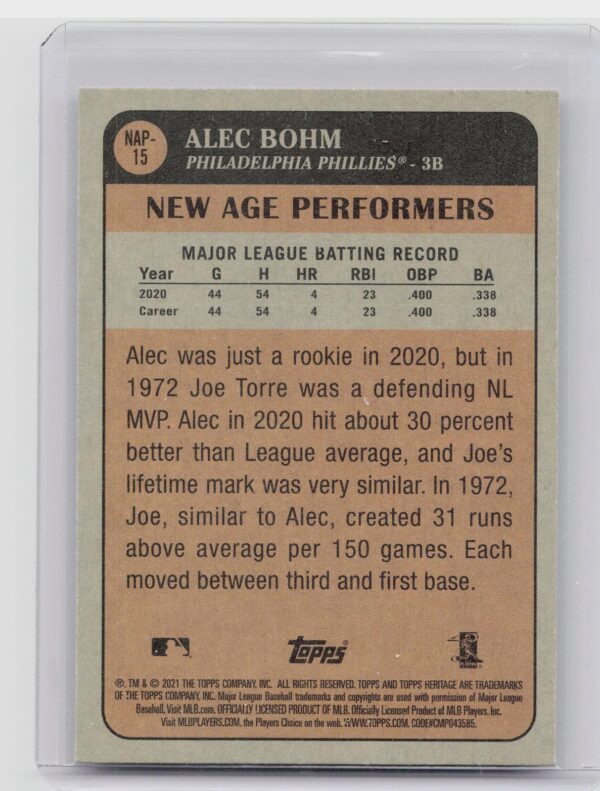 NAP-
15
ALEC BOHM
PHILADELPHIA PHILLIES® - 3B
NEW AGE PERFORMERS
MAJOR LEAGUE BATTING RECORD
Year G H HR RBI OBP BA
2020 44 54 4 23 .400 .338
Career 44 54 4 23 .400 .338
Alec was just a rookie in 2020, but in
1972 Joe Torre was a defending NL
MVP. Alec in 2020 hit about 30 percent
better than League average, and Joe's
lifetime mark was very similar. In 1972,
Joe, similar to Alec, created 31 runs
above average per 150 games. Each
moved between third and first base.
topps®
®, TM & © 2021 THE TOPPS COMPANY, INC. ALL RIGHTS RESERVED. TOPPS AND TOPPS HERITAGE ARE TRADEMARKS
OF THE TOPPS COMPANY, INC. Major League Baseball trademarks and copyrights are used with permission of Major League
Baseball. Visit MLB.com. OFFICIALLY LICENSED PRODUCT OF MLB. Officially Licensed Product of MLB Players, Inc.
Visit MLBPLAYERS.COM, the Players Choice on the web. WWW.TOPPS.COM. CODE#CMP043585.